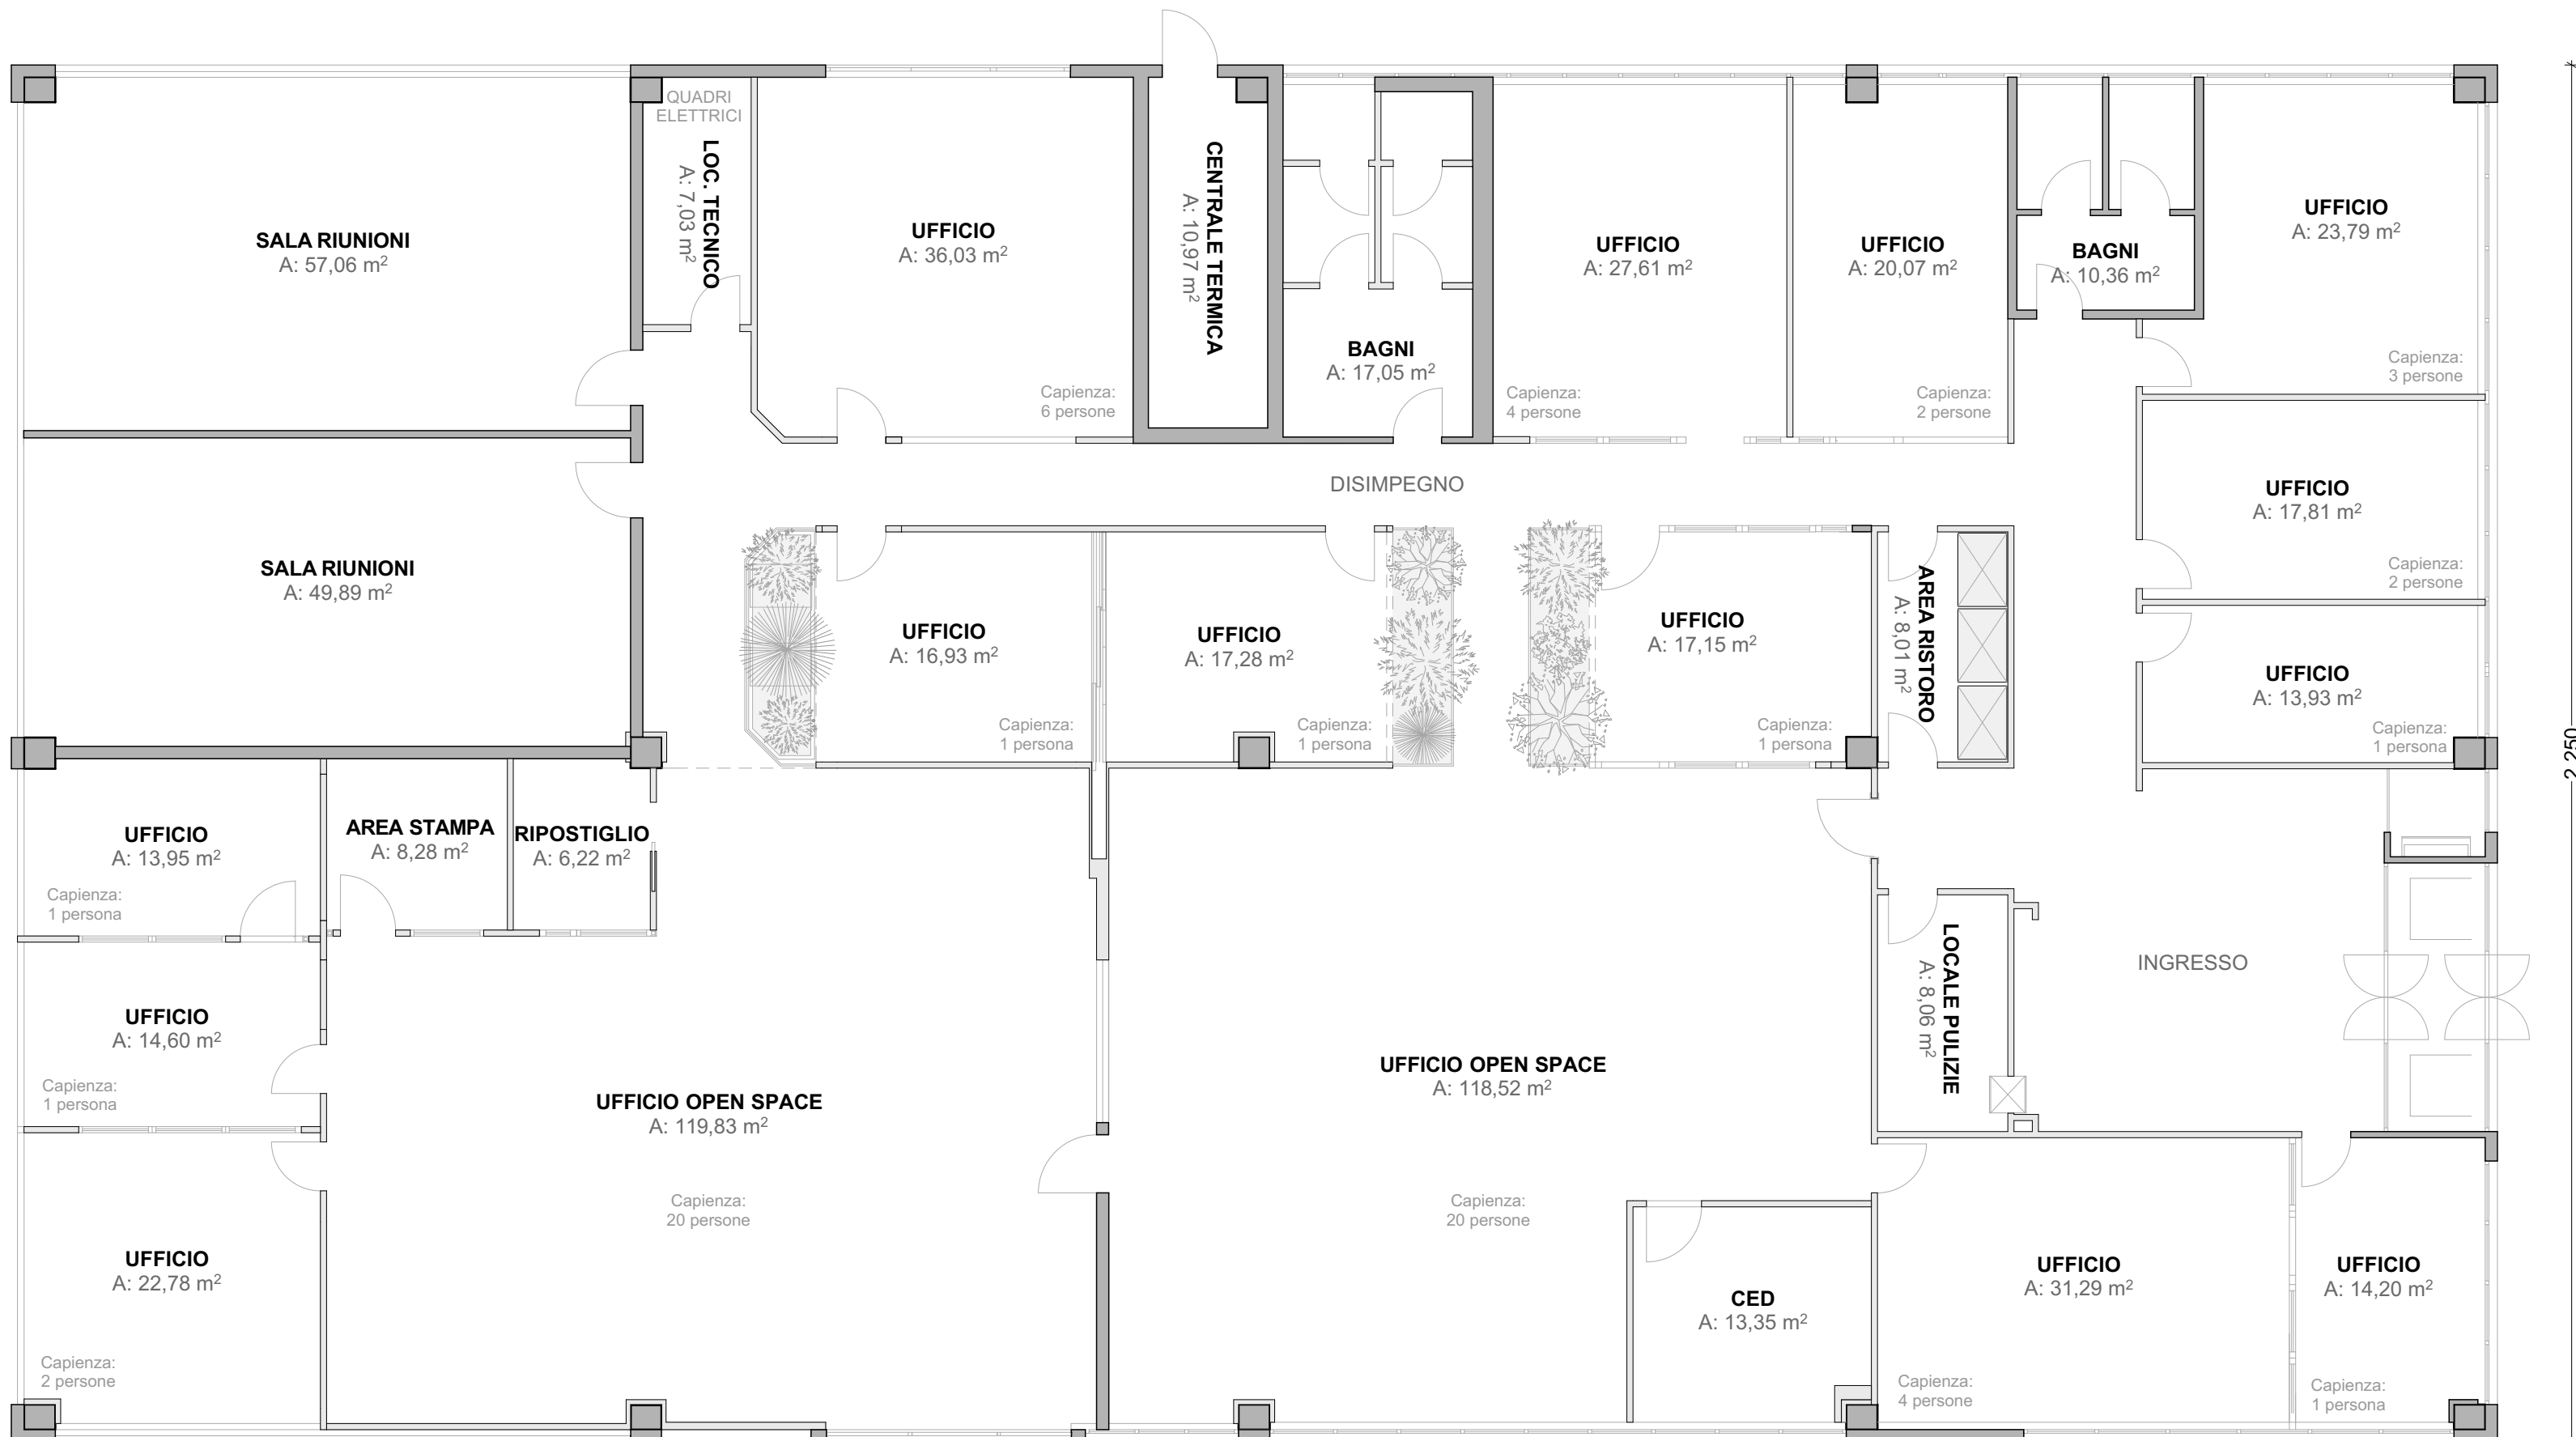 QUADRI
ELETTRICI
LOC. TECNICO
A: 7,03 m²
SALA RIUNIONI
A: 57,06 m²
UFFICIO
A: 36,03 m²
Capienza:
6 persone
CENTRALE TERMICA
A: 10,97 m²
BAGNI
A: 17,05 m²
UFFICIO
A: 27,61 m²
Capienza:
4 persone
UFFICIO
A: 20,07 m²
Capienza:
2 persone
BAGNI
A: 10,36 m²
UFFICIO
A: 23,79 m²
Capienza:
3 persone
DISIMPEGNO
UFFICIO
A: 17,81 m²
Capienza:
2 persone
SALA RIUNIONI
A: 49,89 m²
UFFICIO
A: 16,93 m²
Capienza:
1 persona
UFFICIO
A: 17,28 m²
Capienza:
1 persona
UFFICIO
A: 17,15 m²
Capienza:
1 persona
AREA RISTORO
A: 8,01 m²
UFFICIO
A: 13,93 m²
Capienza:
1 persona
2.250
UFFICIO
A: 13,95 m²
Capienza:
1 persona
AREA STAMPA
A: 8,28 m²
RIPOSTIGLIO
A: 6,22 m²
LOCALE PULIZIE
A: 8,06 m²
INGRESSO
UFFICIO
A: 14,60 m²
Capienza:
1 persona
UFFICIO OPEN SPACE
A: 119,83 m²
Capienza:
20 persone
UFFICIO OPEN SPACE
A: 118,52 m²
Capienza:
20 persone
UFFICIO
A: 22,78 m²
Capienza:
2 persone
CED
A: 13,35 m²
UFFICIO
A: 31,29 m²
Capienza:
4 persone
UFFICIO
A: 14,20 m²
Capienza:
1 persona